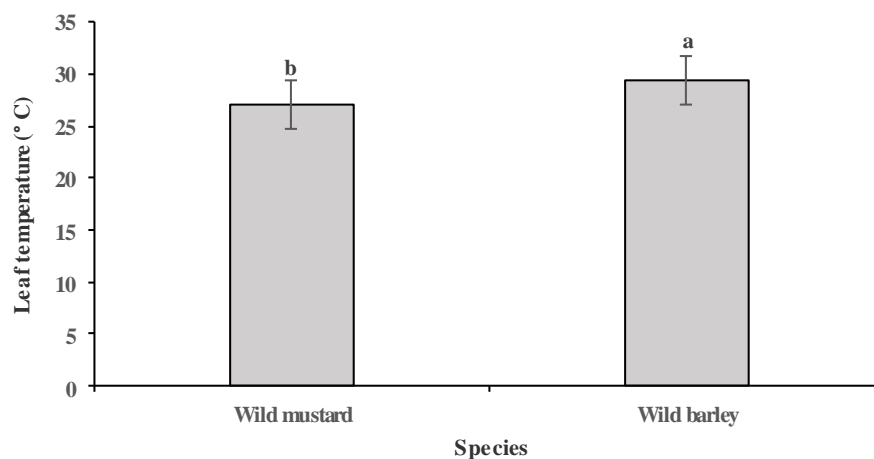 35
30
25
20
15
10
5
0
Leaf temperature (° C)
b
a
Wild mustard
Wild barley
Species